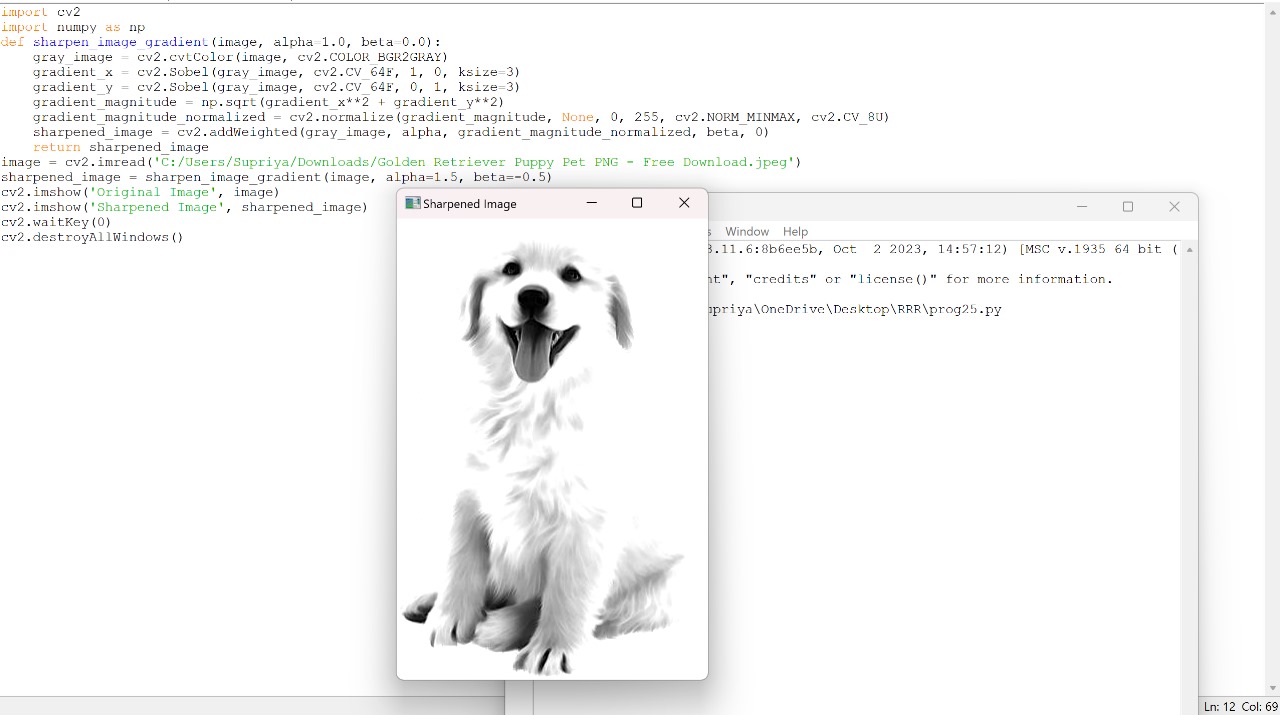 import cv2
import numpy as np
def sharpen_image_gradient(image, alpha=1.0, beta=0.0):
    gray_image = cv2.cvtColor(image, cv2.COLOR_BGR2GRAY)
    gradient_x = cv2.Sobel(gray_image, cv2.CV_64F, 1, 0, ksize=3)
    gradient_y = cv2.Sobel(gray_image, cv2.CV_64F, 0, 1, ksize=3)
    gradient_magnitude = np.sqrt(gradient_x**2 + gradient_y**2)
    gradient_magnitude_normalized = cv2.normalize(gradient_magnitude, None, 0, 255, cv2.NORM_MINMAX, cv2.CV_8U)
    sharpened_image = cv2.addWeighted(gray_image, alpha, gradient_magnitude_normalized, beta, 0)
    return sharpened_image
image = cv2.imread('C:/Users/Supriya/Downloads/Golden Retriever Puppy Pet PNG - Free Download.jpeg')
sharpened_image = sharpen_image_gradient(image, alpha=1.5, beta=-0.5)
cv2.imshow('Original Image', image)
cv2.imshow('Sharpened Image', sharpened_image)
cv2.waitKey(0)
cv2.destroyAllWindows()
Sharpened Image
Window Help
3.11.6:8b6ee5b, Oct  2 2023, 14:57:12) [MSC v.1935 64 bit (
nt", "credits" or "license()" for more information.
upriya\OneDrive\Desktop\RRR\prog25.py
Ln: 12 Col: 69